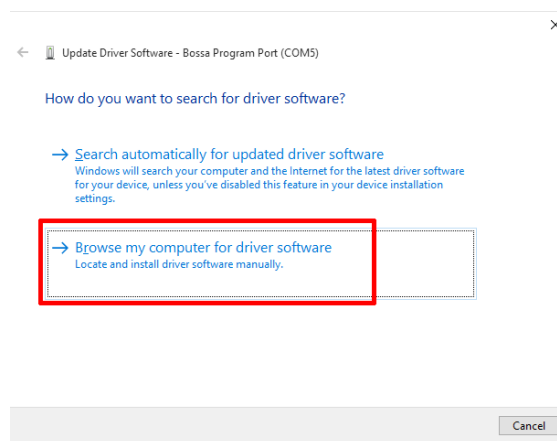 Update Driver Software - Bossa Program Port (COM5)
How do you want to search for driver software?
Search automatically for updated driver software
Windows will search your computer and the Internet for the latest driver software
for your device, unless you've disabled this feature in your device installation
settings.
Browse my computer for driver software
Locate and install driver software manually.
Cancel